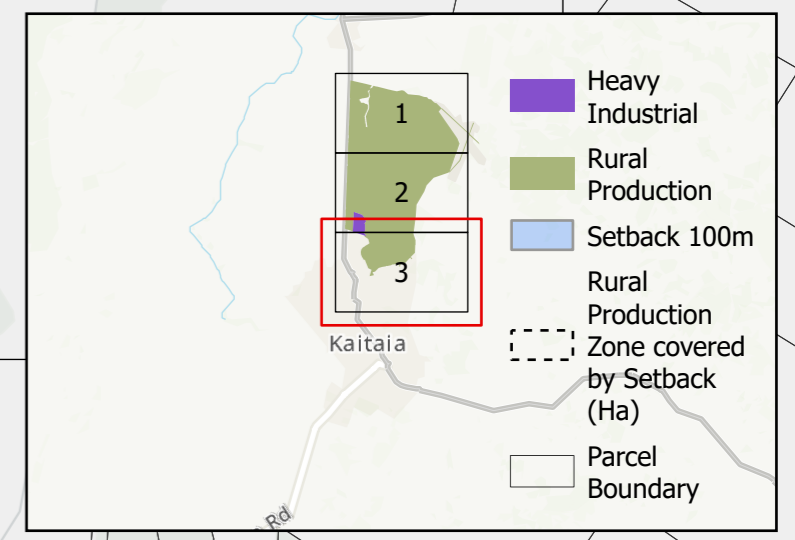 1
2
3
Kaitaia
Rd
Heavy
Industrial
Rural
Production
Setback 100m
Rural
Production
Zone covered
by Setback
(Ha)
Parcel
Boundary